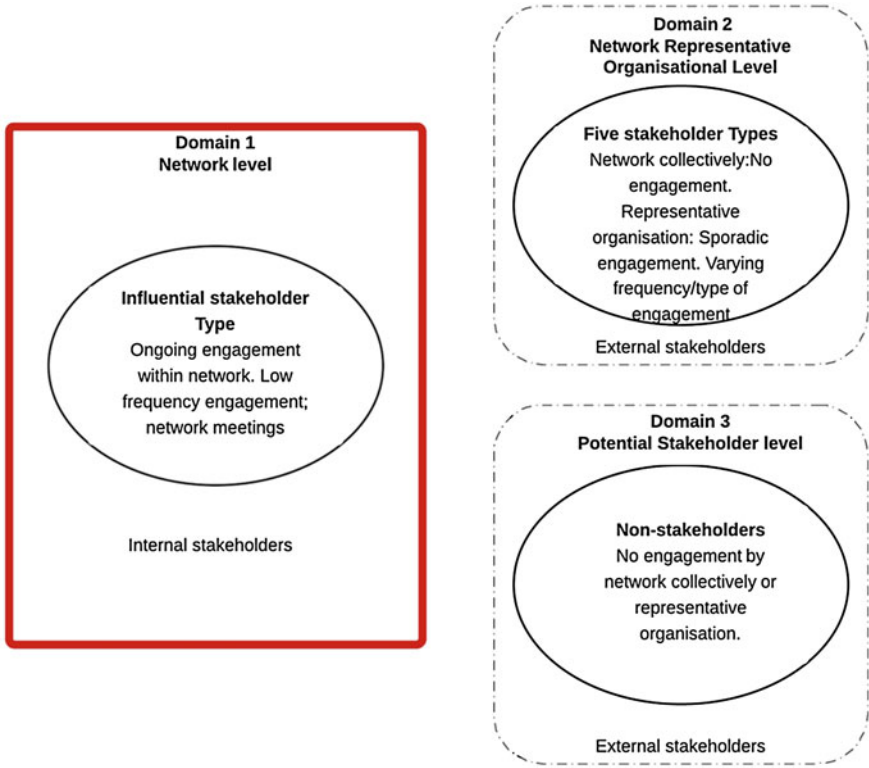 Domain 1
Network level
Influential stakeholder
Type
Ongoing engagement
within network. Low
frequency engagement;
network meetings
Internal stakeholders
Domain 2
Network Representative
Organisational Level
Five stakeholder Types
Network collectively:No
engagement.
Representative
organisation: Sporadic
engagement. Varying
frequency/type of
engagement
External stakeholders
Domain 3
Potential Stakeholder level
Non-stakeholders
No engagement by
network collectively or
representative
organisation.
External stakeholders